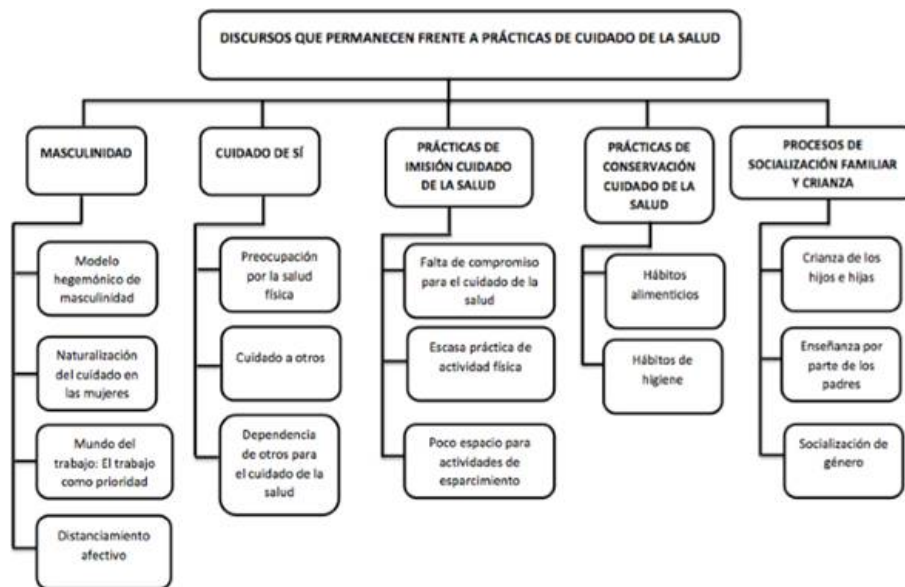 DISCURSOS QUE PERMANECEN FRENTE A PRÁCTICAS DE CUIDADO DE LA SALUD
MASCULINIDAD
Modelo
hegemónico de
masculinidad
Naturalización
del cuidado en
las mujeres
Mundo del
trabajo: El trabajo
como prioridad
Distanciamiento
afectivo
CUIDADO DE SÍ
Preocupación
por la salud
física
Cuidado a otros
Dependencia
de otros para
el cuidado de la
salud
PRÁCTICAS DE
IMISIÓN CUIDADO
DE LA SALUD
Falta de compromiso
para el cuidado de la
salud
Escasa práctica de
actividad física
Poco espacio para
actividades de
esparcimiento
PRÁCTICAS DE
CONSERVACIÓN
CUIDADO DE LA
SALUD
Hábitos
alimenticios
Hábitos de
higiene
PROCESOS DE
SOCIALIZACIÓN FAMILIAR
Y CRIANZA
Crianza de los
hijos e hijas
Enseñanza por
parte de los
padres
Socialización de
género